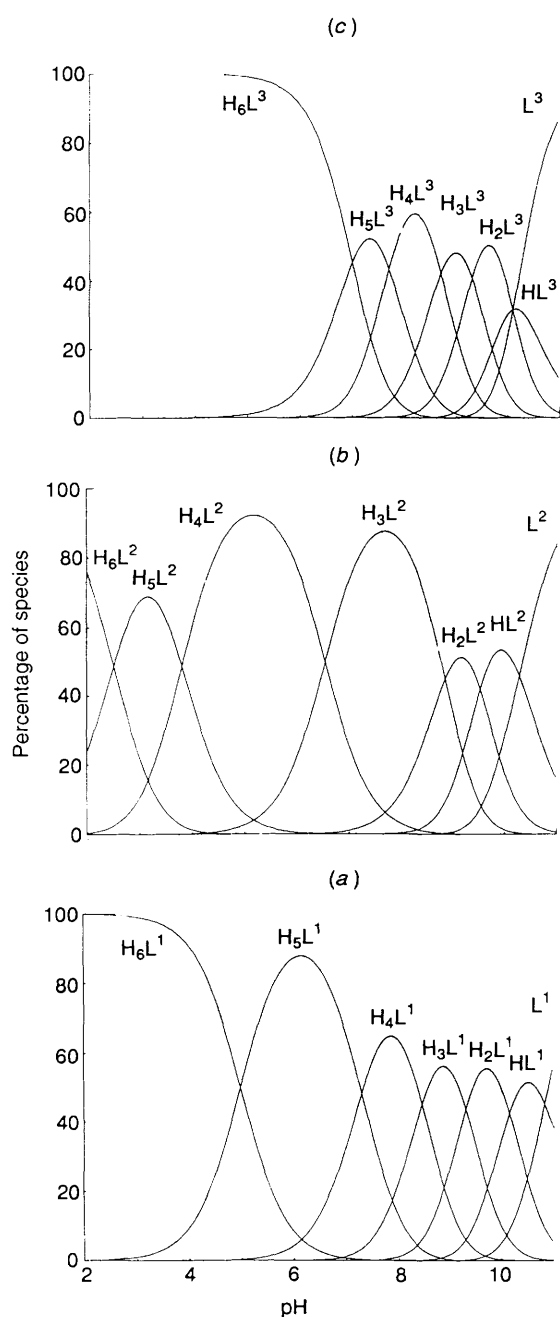 (c)
100
H₆L³
L³
80
H₄L³
H₃L³
60
H₅L³
H₂L³
40
HL³
20
0
(b)
100
H₄L²
H₃L²
L²
80
H₆L²
H₅L²
60
H₂L²
HL²
40
20
0
Percentage of species
(a)
100
H₆L¹
H₅L¹
L¹
80
H₄L¹
H₃L¹
H₂L¹
HL¹
60
40
20
0
2 4 6 8 10
pH